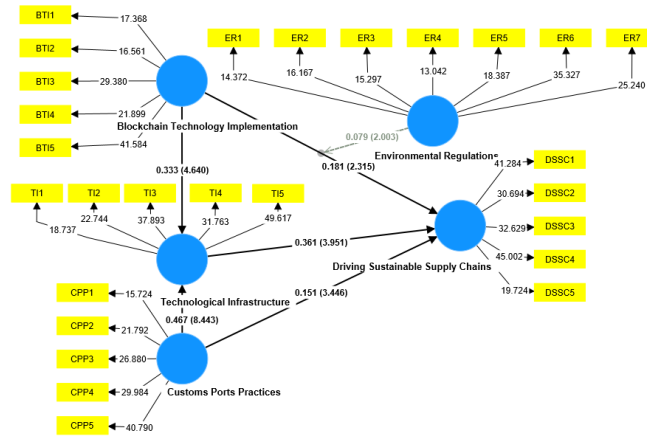 BTI1
17.368
BTI2
16.561
BTI3
29.380
BTI4
21.899
BTI5
41.584
Blockchain Technology Implementation
ER1
ER2
ER3
ER4
ER5
ER6
ER7
14.372
16.167
15.297
13.042
18.387
35.327
25.240
0.079 (2.003)
Environmental Regulations
0.181 (2.315)
0.333 (4.640)
DSSC1
41.284
DSSC2
30.694
DSSC3
32.629
DSSC4
45.002
DSSC5
19.724
TI1
TI2
TI3
TI4
TI5
18.737
22.744
37.893
31.763
49.617
0.361 (3.951)
Driving Sustainable Supply Chains
Technological Infrastructure
0.151 (3.446)
0.467 (8.443)
CPP1
15.724
CPP2
21.792
CPP3
26.880
CPP4
29.984
CPP5
40.790
Customs Ports Practices